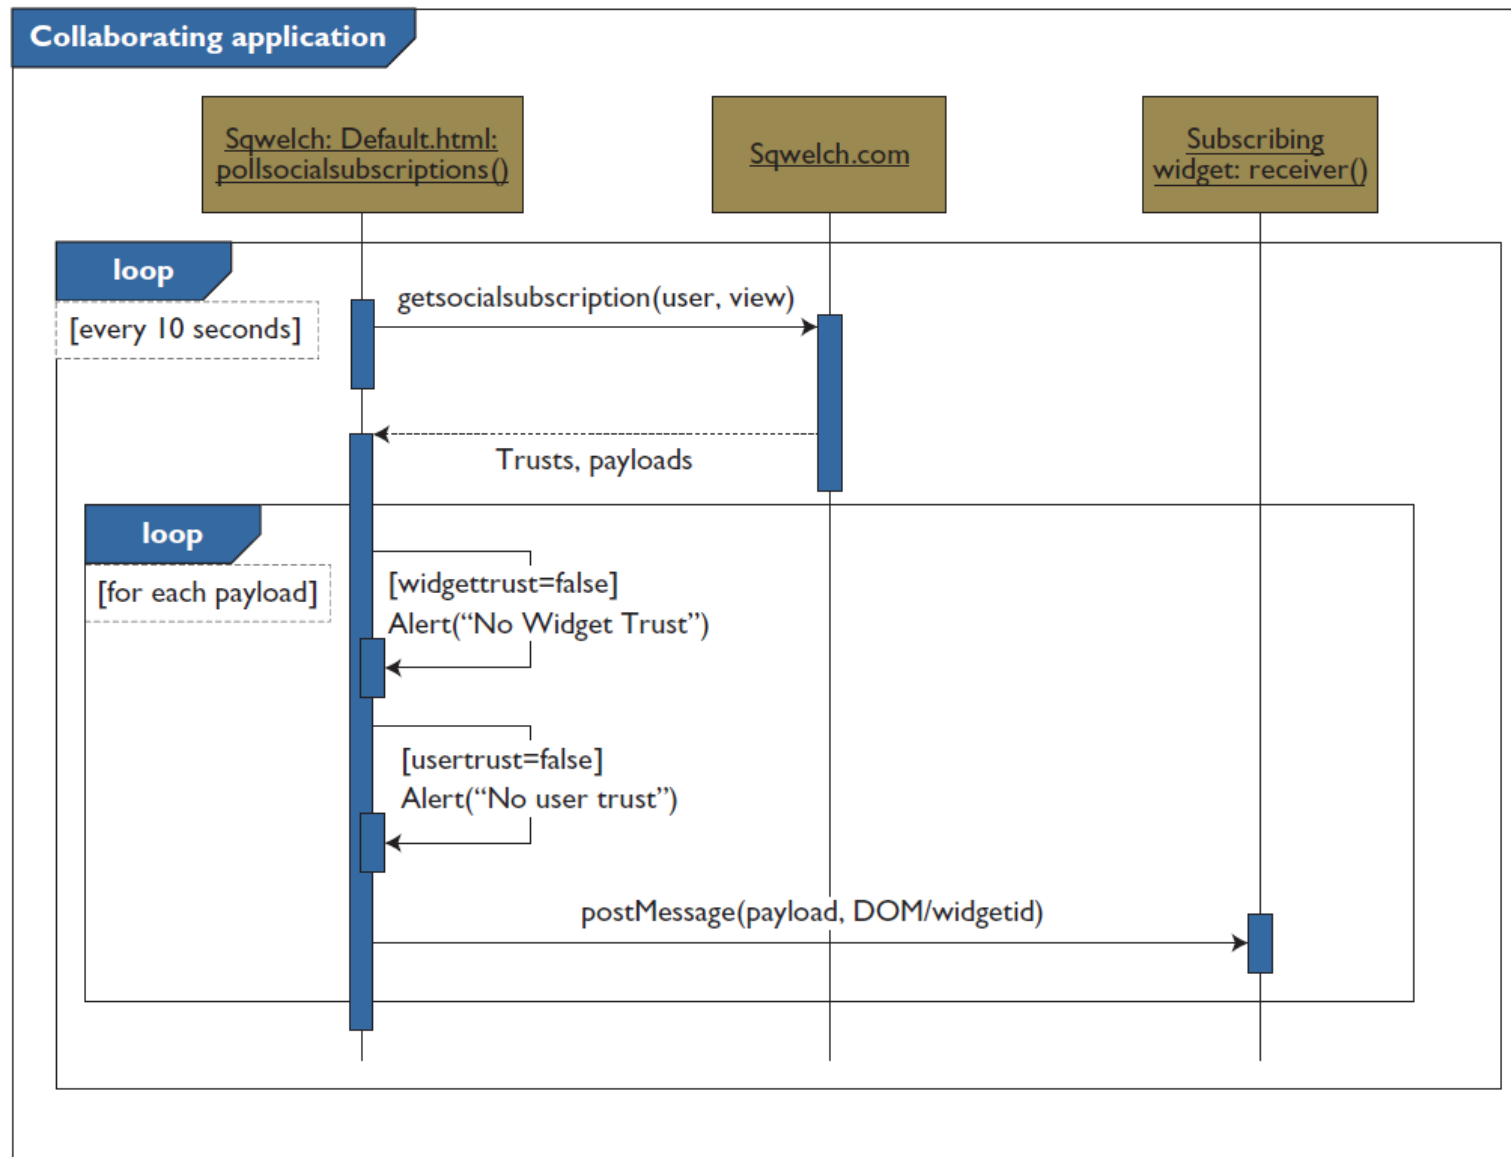 Collaborating application
Sqwelch: Default.html:
pollsocialsubscriptions()
Sqwelch.com
Subscribing
widget: receiver()
loop
[every 10 seconds]
getsocialsubscription(user, view)
Trusts, payloads
loop
[for each payload]
[widgettrust=false]
Alert(“No Widget Trust”)
[usertrust=false]
Alert(“No user trust”)
postMessage(payload, DOM/widgetid)